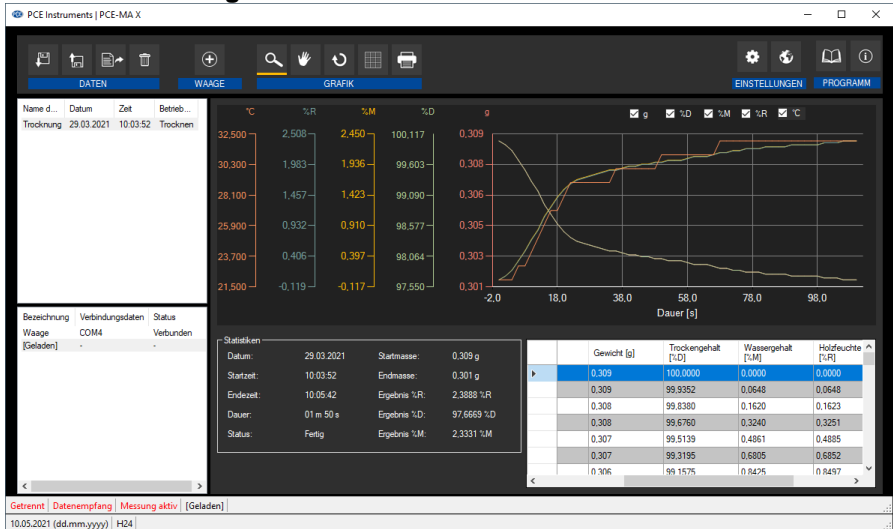 PCE Instruments | PCE-MA X
DATEN WAAGE GRAFIK EINSTELLUNGEN PROGRAMM
Name d... Datum Zeit Betrieb...
Trocknung 29.03.2021 10:03:52 Trocknen
°C %R %M %D g
g %D %M %R °C
32,500 2,508 2,450 100,117 0,309
30,300 1,983 1,936 99,603 0,308
28,100 1,457 1,423 99,090 0,306
25,900 0,932 0,910 98,577 0,305
23,700 0,406 0,397 98,064 0,303
21,500 -0,119 -0,117 97,550 0,301
-2,0 18,0 38,0 58,0 78,0 98,0
Dauer [s]
Bezeichnung Verbindungsdaten Status
Waage COM4 Verbunden
[Geladen] - -
Statistiken
Datum: 29.03.2021 Startmasse: 0,309 g
Startzeit: 10:03:52 Endmasse: 0,301 g
Endezeit: 10:05:42 Ergebnis %R: 2,3888 %R
Dauer: 01 m 50 s Ergebnis %D: 97,6669 %D
Status: Fertig Ergebnis %M: 2,3331 %M
Gewicht [g] Trockengehalt [%D] Wassergehalt [%M] Holzfeuchte [%R]
0,309 100,0000 0,0000 0,0000
0,309 99,9352 0,0648 0,0648
0,308 99,8380 0,1620 0,1623
0,308 99,6760 0,3240 0,3251
0,307 99,5139 0,4861 0,4885
0,307 99,3195 0,6805 0,6852
0,306 99,1575 0,8425 0,8497
Getrennt Datenempfang Messung aktiv [Geladen]
10.05.2021 (dd.mm.yyyy) H24